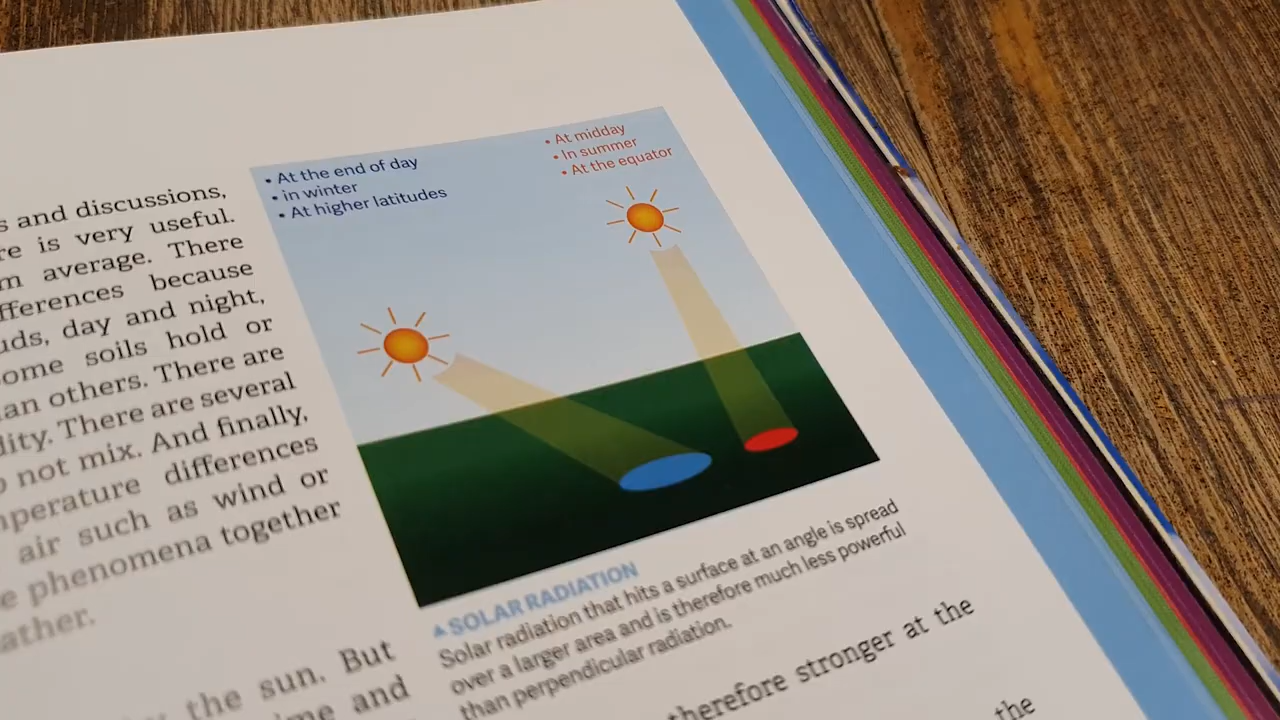 s and discussions,
re is very useful.
m average. There
fferences because
uds, day and night,
ome soils hold or
an others. There are
dity. There are several
not mix. And finally,
perature differences
air such as wind or
e phenomena together
ather.
the sun. But
me and
• At the end of day
• in winter
• At higher latitudes
• At midday
• In summer
• At the equator
▲SOLAR RADIATION
Solar radiation that hits a surface at an angle is spread
over a larger area and is therefore much less powerful
than perpendicular radiation.
therefore stronger at the
the